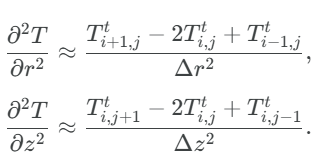 ∂²T/∂r² ≈ (T^t_{i+1,j} − 2T^t_{i,j} + T^t_{i−1,j})/Δr²,
∂²T/∂z² ≈ (T^t_{i,j+1} − 2T^t_{i,j} + T^t_{i,j−1})/Δz².